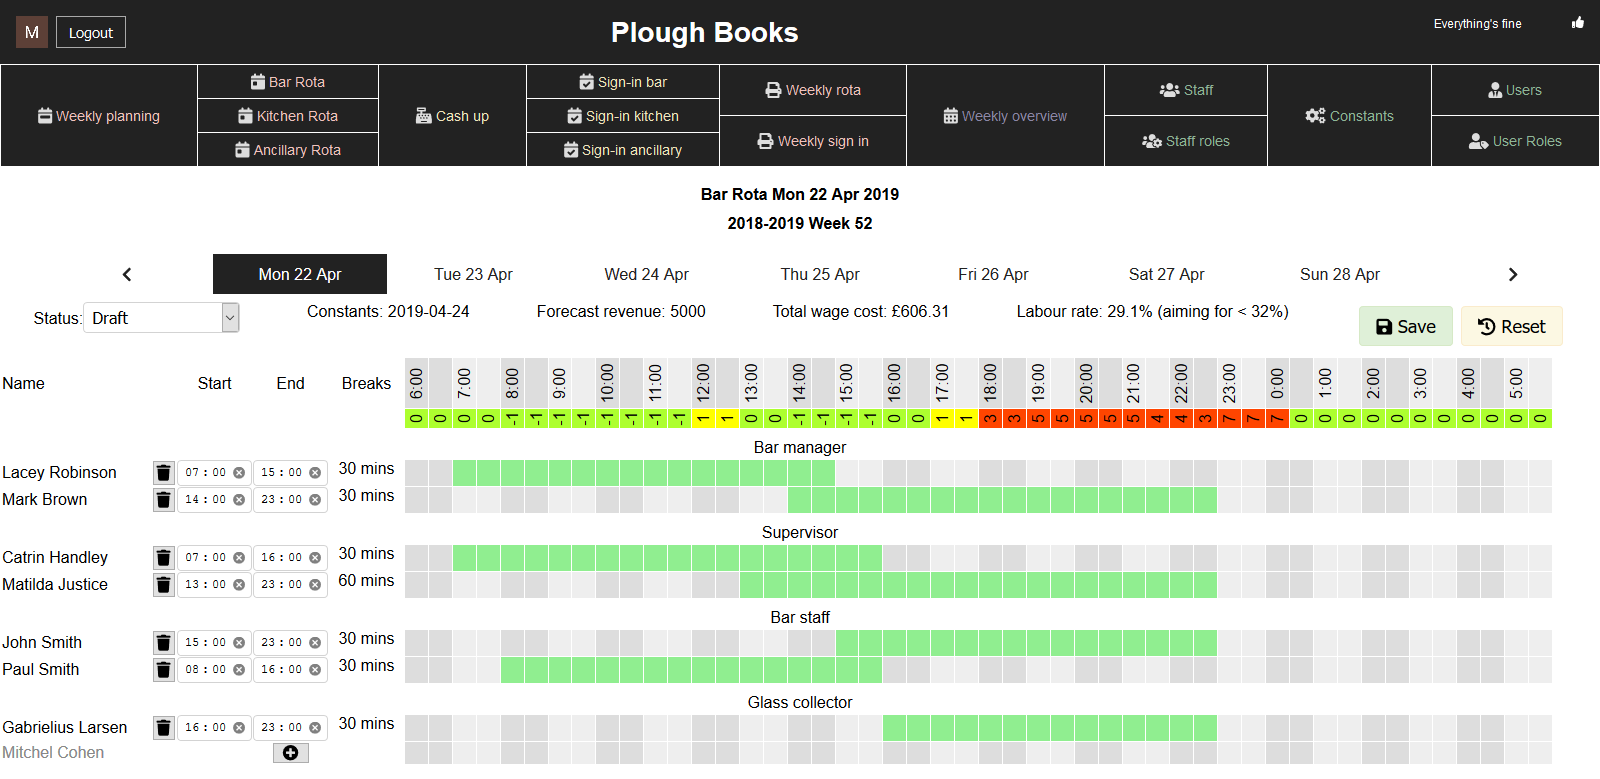 M Logout Plough Books Everything's fine
Weekly planning
Bar Rota
Kitchen Rota
Ancillary Rota
Cash up
Sign-in bar
Sign-in kitchen
Sign-in ancillary
Weekly rota
Weekly sign in
Weekly overview
Staff
Staff roles
Constants
Users
User Roles
Bar Rota Mon 22 Apr 2019
2018-2019 Week 52
Mon 22 Apr Tue 23 Apr Wed 24 Apr Thu 25 Apr Fri 26 Apr Sat 27 Apr Sun 28 Apr
Status: Draft Constants: 2019-04-24 Forecast revenue: 5000 Total wage cost: £606.31 Labour rate: 29.1% (aiming for < 32%) Save Reset
Name Start End Breaks 6:00 7:00 8:00 9:00 10:00 11:00 12:00 13:00 14:00 15:00 16:00 17:00 18:00 19:00 20:00 21:00 22:00 23:00 0:00 1:00 2:00 3:00 4:00 5:00
0 0 0 0 -1 -1 -1 -1 -1 -1 -1 -1 1 1 0 0 -1 -1 -1 -1 0 0 1 1 3 3 5 5 5 5 5 4 4 3 7 7 7 0 0 0 0 0 0 0 0 0 0 0
Bar manager
Lacey Robinson 07:00 15:00 30 mins
Mark Brown 14:00 23:00 30 mins
Supervisor
Catrin Handley 07:00 16:00 30 mins
Matilda Justice 13:00 23:00 60 mins
Bar staff
John Smith 15:00 23:00 30 mins
Paul Smith 08:00 16:00 30 mins
Glass collector
Gabrielius Larsen 16:00 23:00 30 mins
Mitchel Cohen